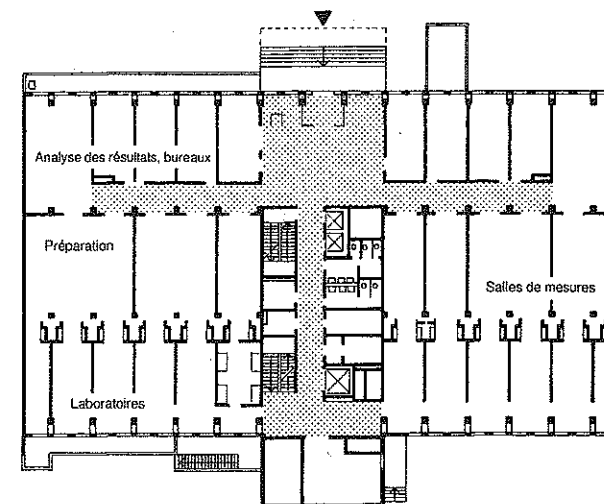 Analyse des résultats, bureaux
Préparation
Salles de mesures
Laboratoires